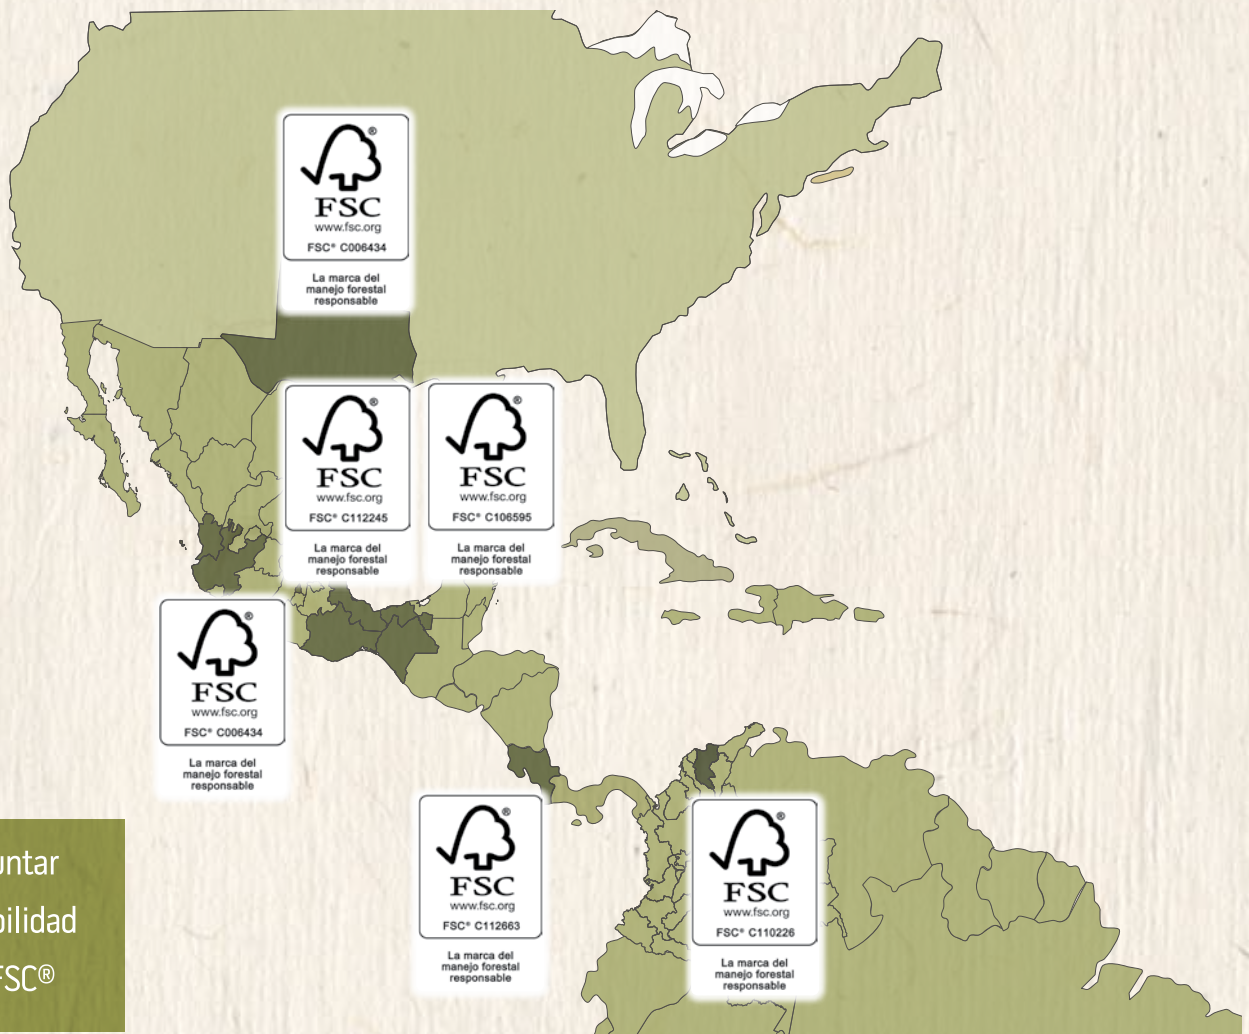 ®
FSC
www.fsc.org
FSC® C006434
La marca del
manejo forestal
responsable
®
FSC
www.fsc.org
FSC® C112245
La marca del
manejo forestal
responsable
®
FSC
www.fsc.org
FSC® C106595
La marca del
manejo forestal
responsable
®
FSC
www.fsc.org
FSC® C006434
La marca del
manejo forestal
responsable
®
FSC
www.fsc.org
FSC® C112663
La marca del
manejo forestal
responsable
®
FSC
www.fsc.org
FSC® C110226
La marca del
manejo forestal
responsable
untar
bilidad
FSC®